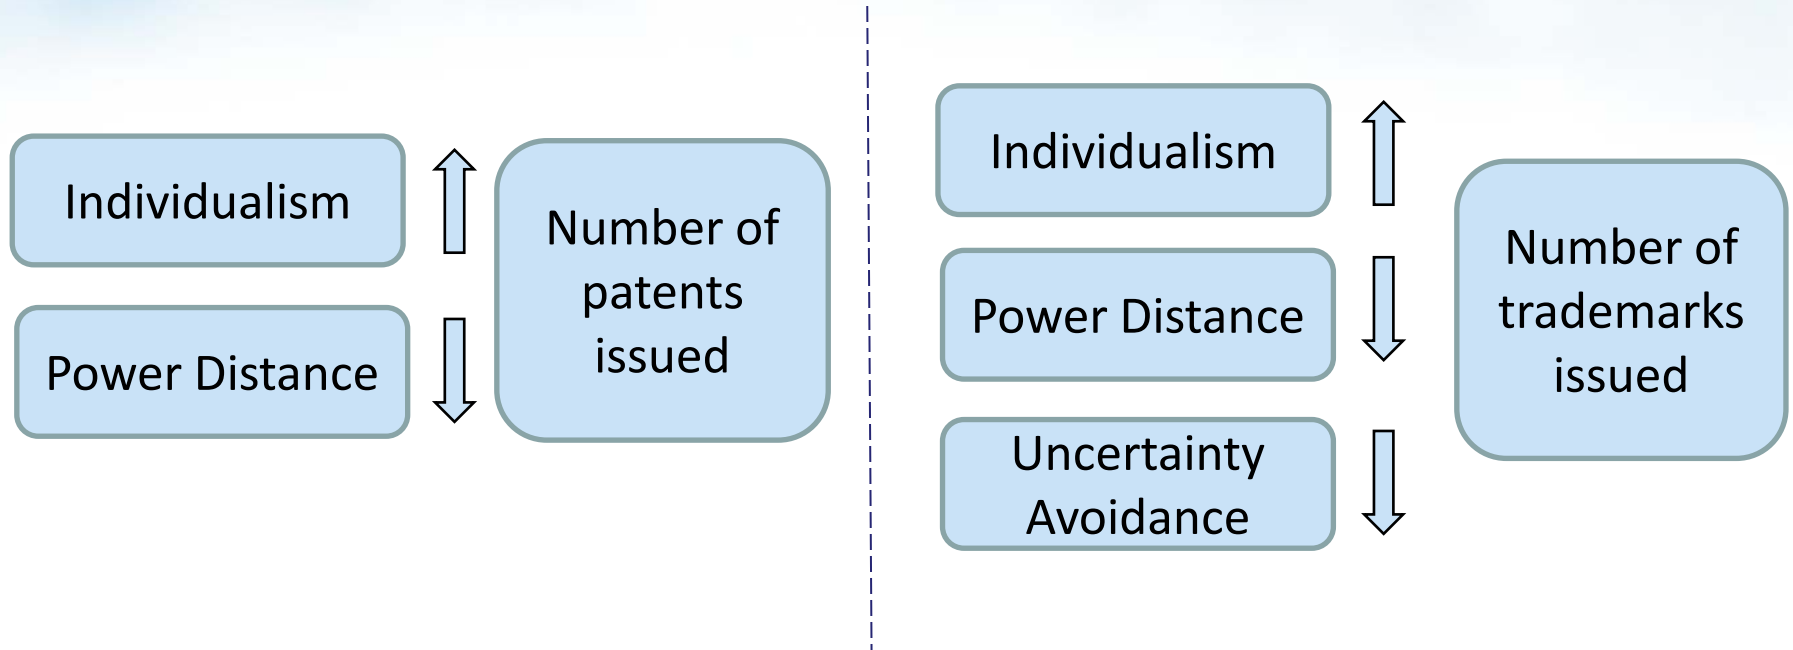 Individualism
Power Distance
Number of
patents
issued
Individualism
Power Distance
Uncertainty
Avoidance
Number of
trademarks
issued